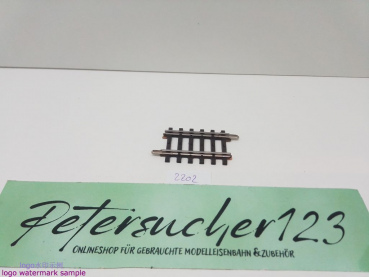 2202
Petersucher123
ONLINESHOP FÜR GEBRAUCHTE MODELLEISENBAHN & ZUBEHÖR
logo watermark sample